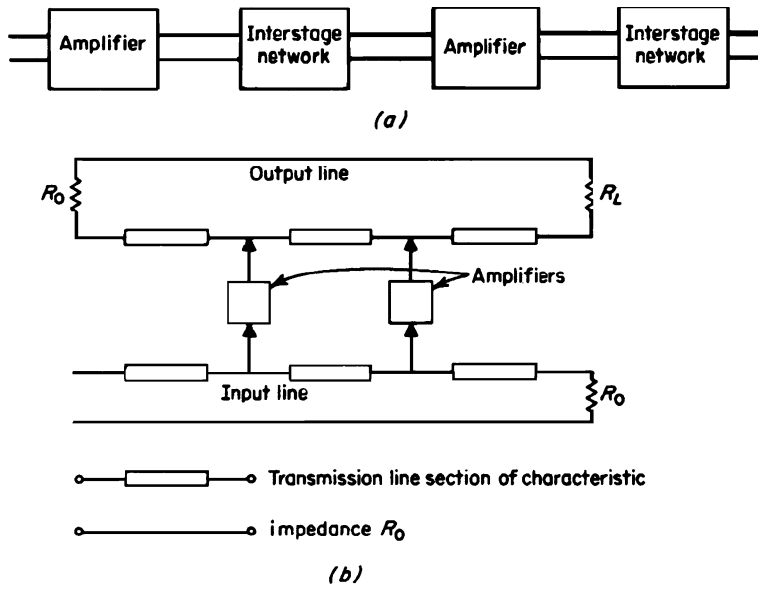 Amplifier
Interstage
network
Amplifier
Interstage
network
(a)
Output line
R0
RL
Amplifiers
Input line
R0
Transmission line section of characteristic
impedance R0
(b)